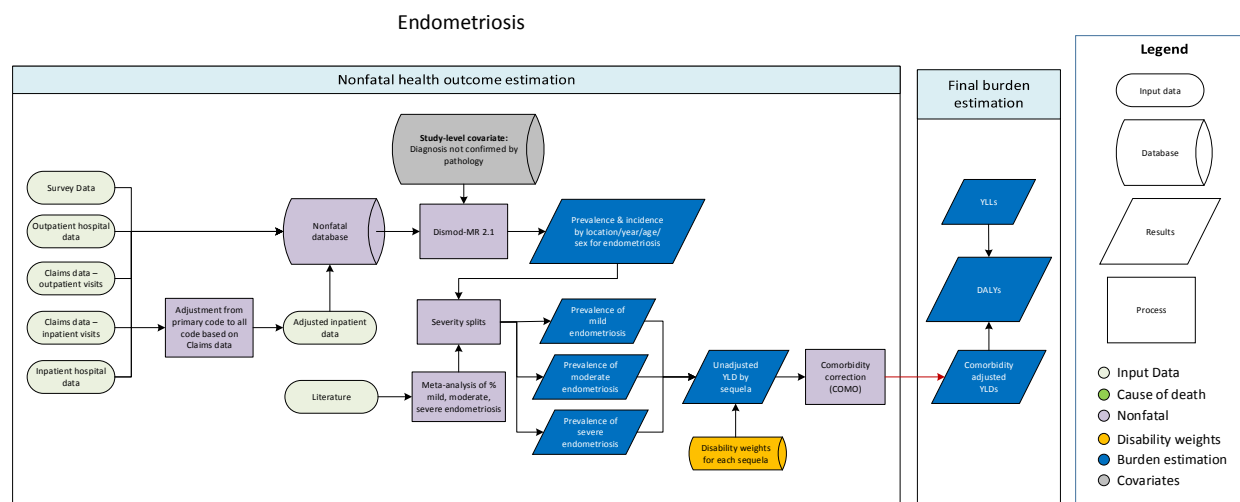 Endometriosis
Nonfatal health outcome estimation
Study-level covariate:
Diagnosis not confirmed by
pathology
Survey Data
Outpatient hospital
data
Claims data –
outpatient visits
Claims data –
inpatient visits
Inpatient hospital
data
Adjustment from
primary code to all
code based on
Claims data
Adjusted inpatient
data
Nonfatal
database
Dismod-MR 2.1
Prevalence & incidence
by location/year/age/
sex for endometriosis
Severity splits
Literature
Meta-analysis of %
mild, moderate,
severe endometriosis
Prevalence of
mild
endometriosis
Prevalence of
moderate
endometriosis
Prevalence of
severe
endometriosis
Unadjusted
YLD by
sequela
Disability weights
for each sequela
Comorbidity
correction
(COMO)
Final burden
estimation
YLLs
DALYs
Comorbidity
adjusted
YLDs
Legend
Input data
Database
Results
Process
Input Data
Cause of death
Nonfatal
Disability weights
Burden estimation
Covariates